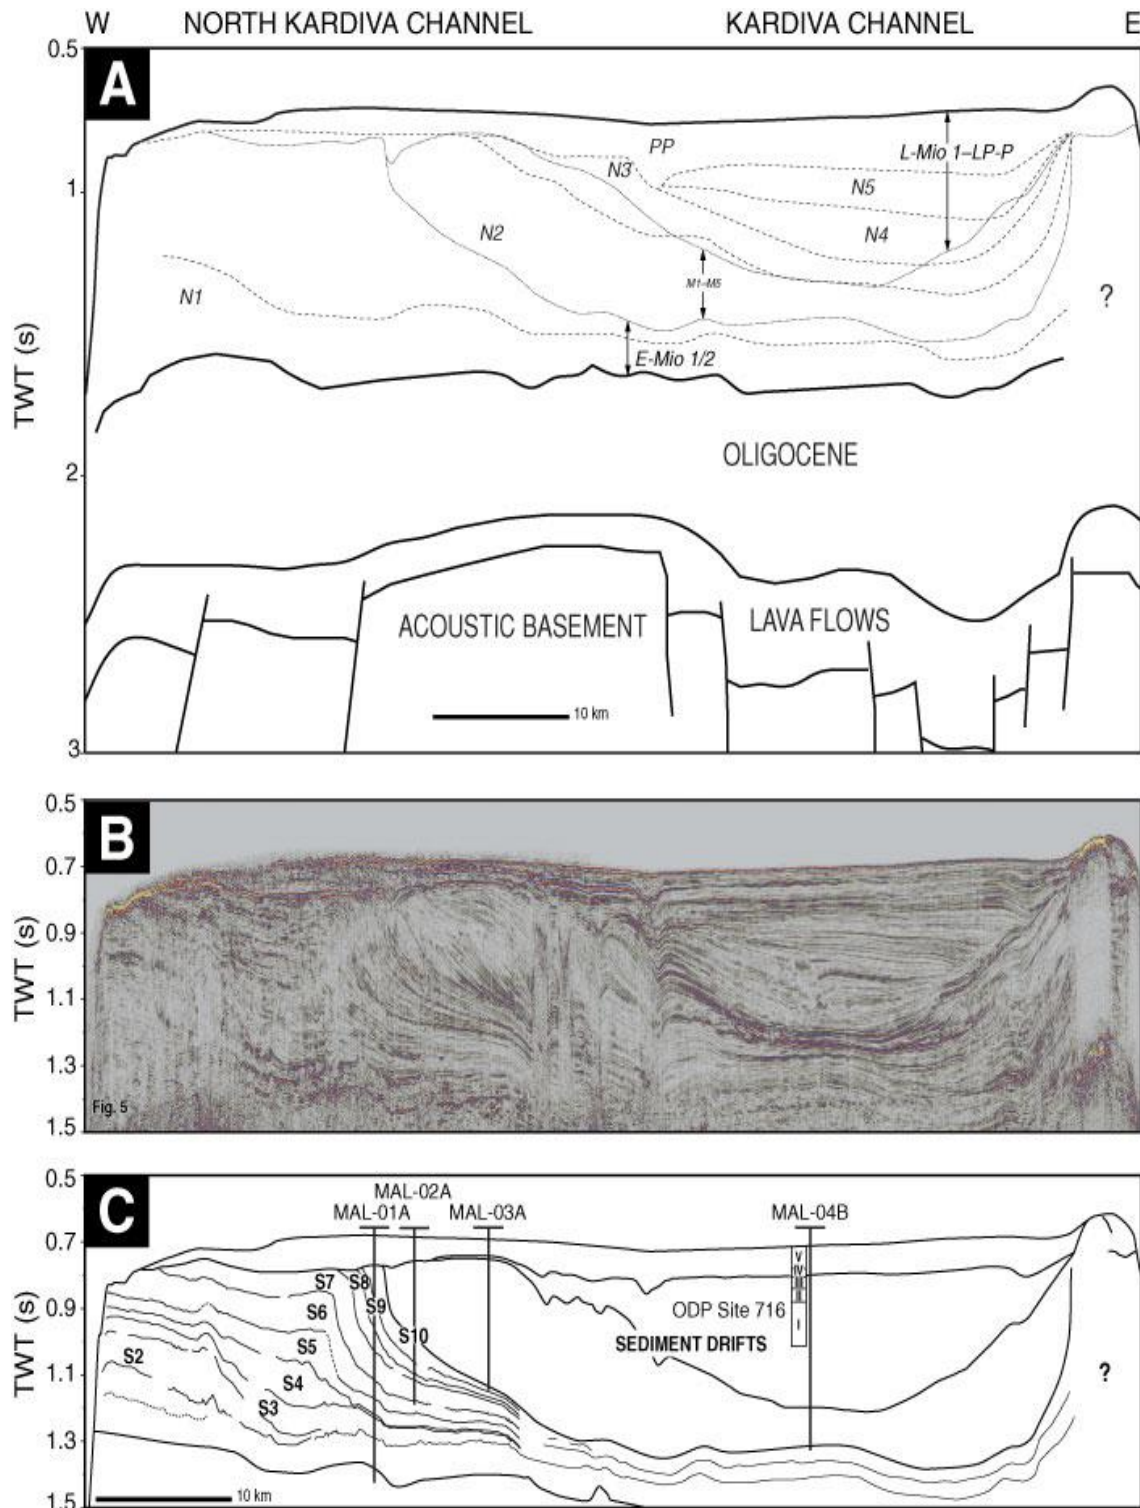 W NORTH KARDIVA CHANNEL KARDIVA CHANNEL E
0.5
A
PP
L-Mio 1–LP-P
N3
N5
1
N2
N4
M1–M5
N1
?
TWT (s)
E-Mio 1/2
OLIGOCENE
2
ACOUSTIC BASEMENT
LAVA FLOWS
10 km
3
0.5
B
0.7
0.9
TWT (s)
1.1
1.3
Fig. 5
1.5
0.5
C
MAL-02A
MAL-01A MAL-03A MAL-04B
0.7
V
IV
III
II
I
S7 S8
S9
0.9
S6
ODP Site 716
S10
S5
SEDIMENT DRIFTS
S2
TWT (s)
1.1
S4
?
S3
1.3
10 km
1.5